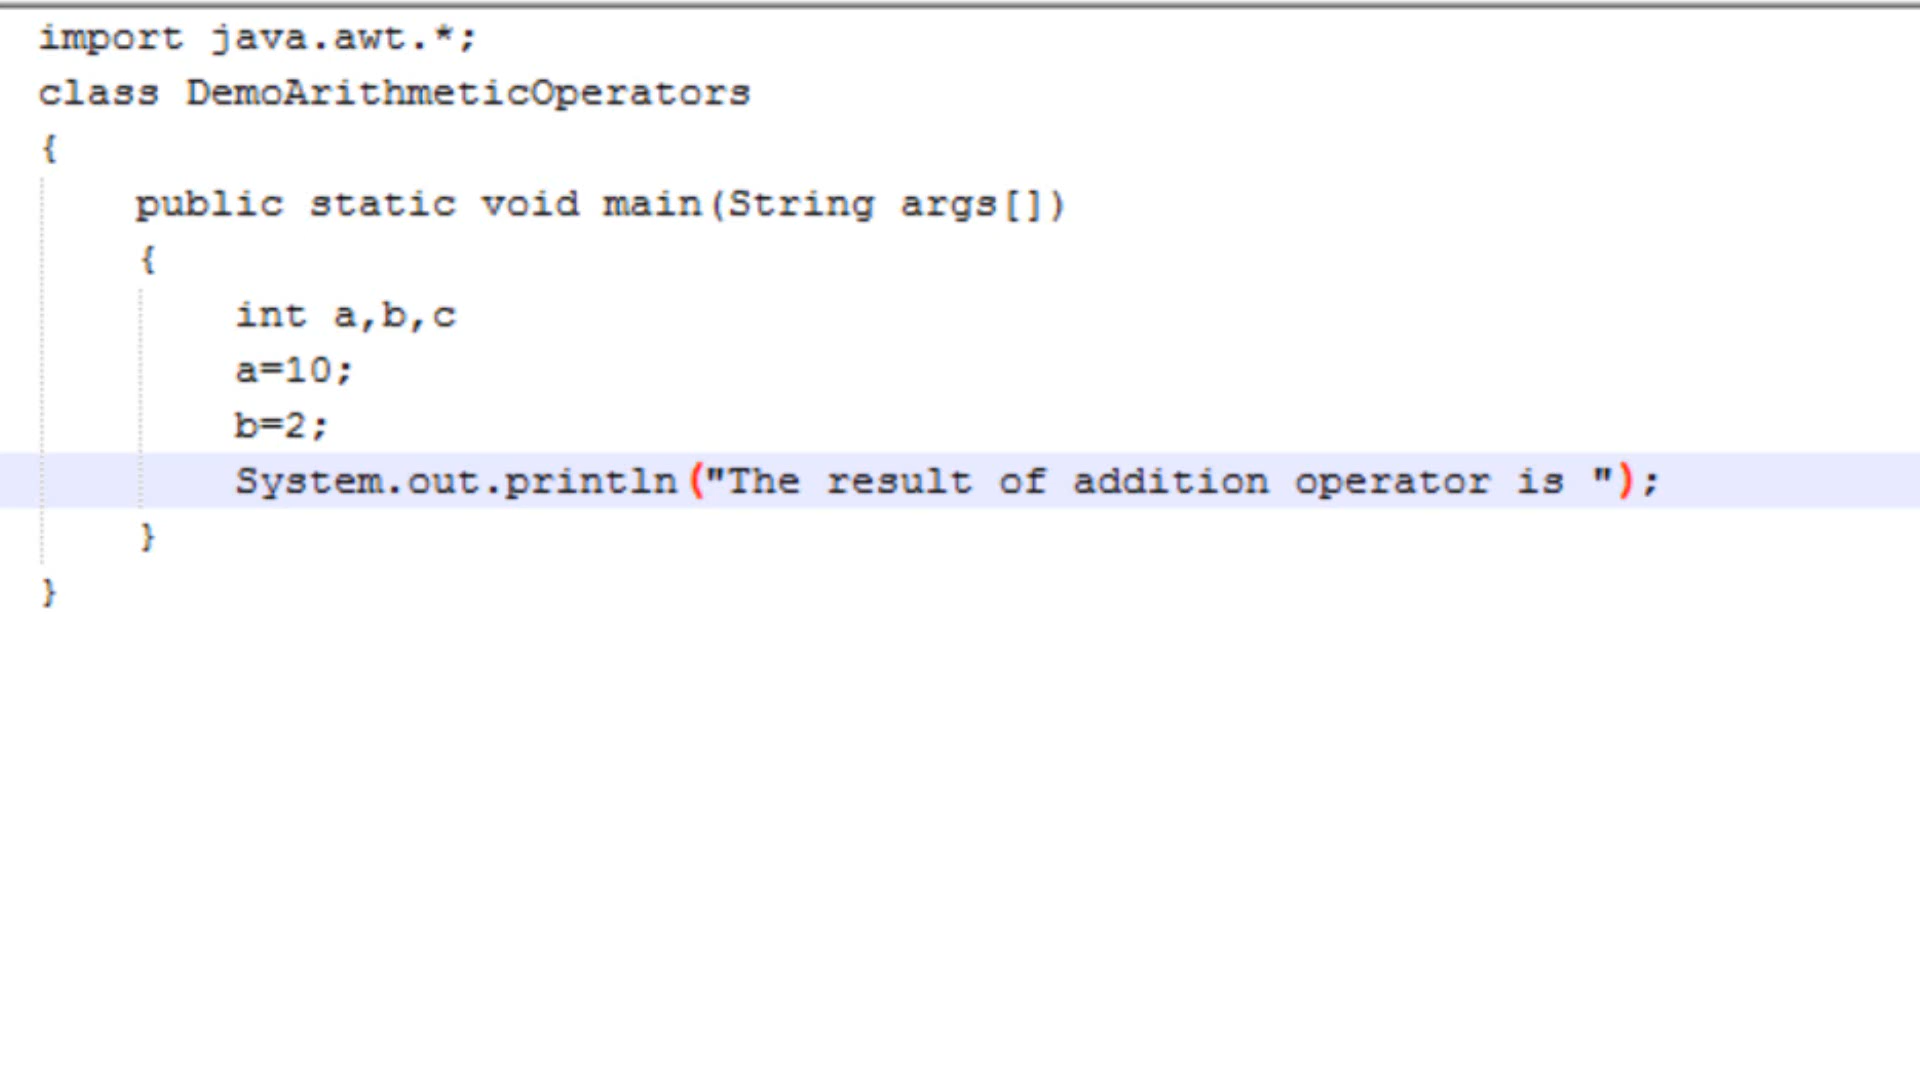 import java.awt.*;
class DemoArithmeticOperators
{
public static void main(String args[])
{
int a,b,c
a=10;
b=2;
System.out.println("The result of addition operator is ");
}
}